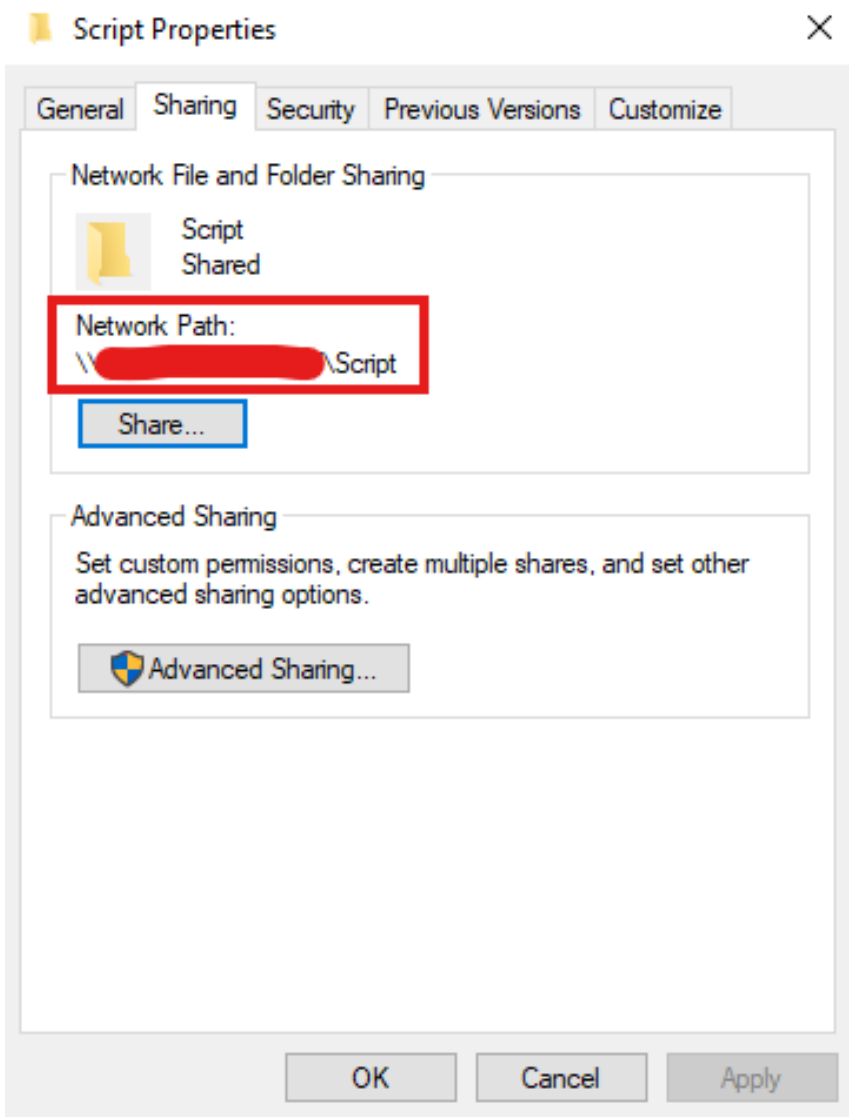 Script Properties
General Sharing Security Previous Versions Customize
Network File and Folder Sharing
Script
Shared
Network Path:
\\ \Script
Share...
Advanced Sharing
Set custom permissions, create multiple shares, and set other
advanced sharing options.
Advanced Sharing...
OK Cancel Apply